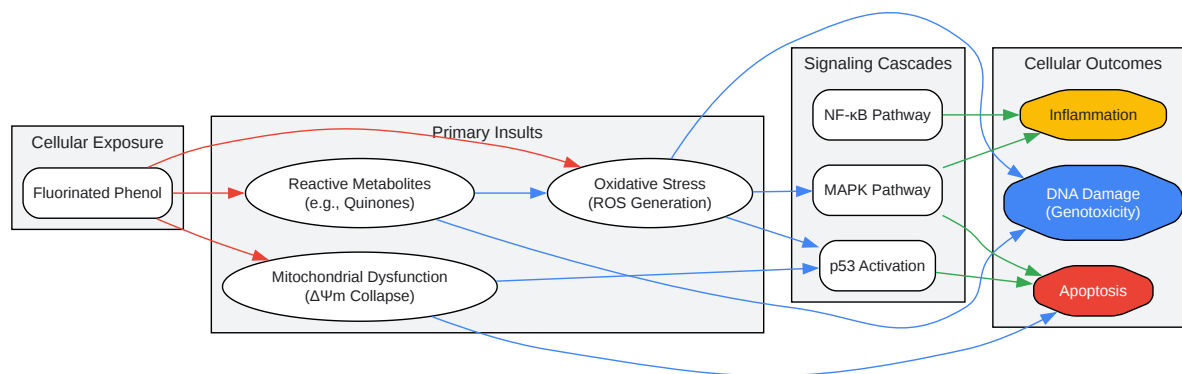 Cellular Exposure
Fluorinated Phenol
Primary Insults
Reactive Metabolites
(e.g., Quinones)
Oxidative Stress
(ROS Generation)
Mitochondrial Dysfunction
(ΔΨm Collapse)
Signaling Cascades
NF-κB Pathway
MAPK Pathway
p53 Activation
Cellular Outcomes
Inflammation
DNA Damage
(Genotoxicity)
Apoptosis